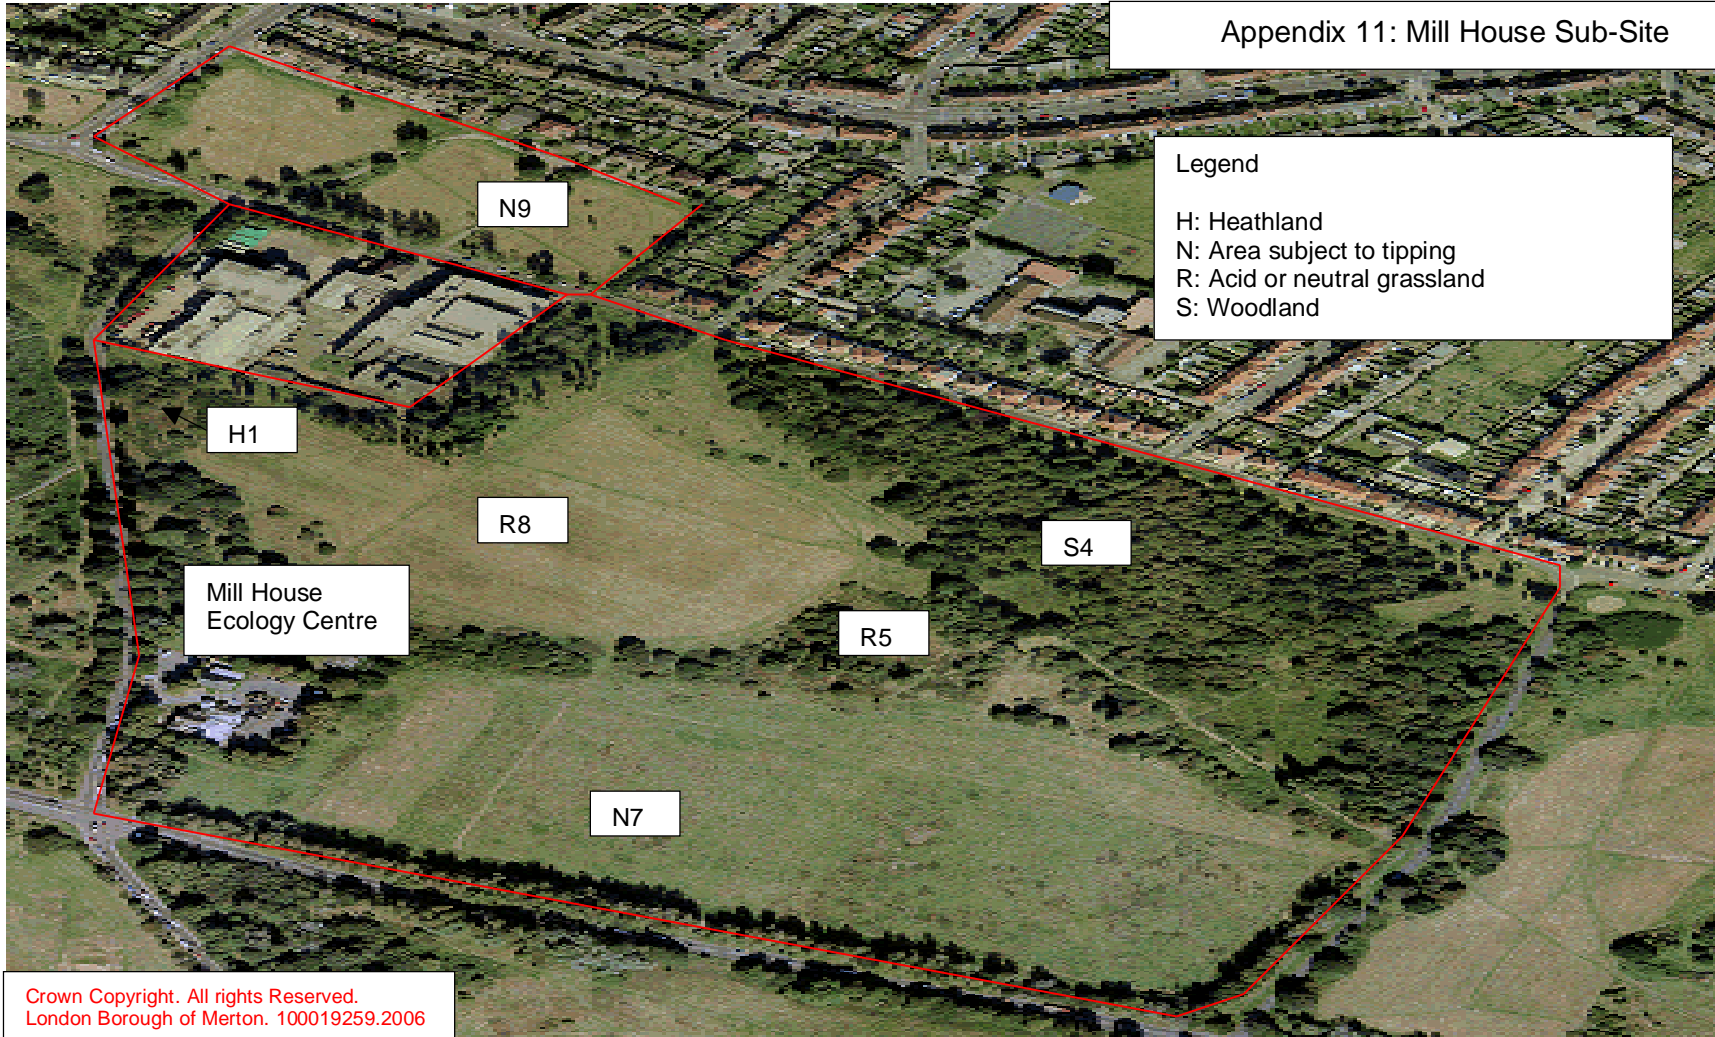 Appendix 11: Mill House Sub-Site
Legend
H: Heathland
N: Area subject to tipping
R: Acid or neutral grassland
S: Woodland
N9
H1
R8
S4
Mill House
Ecology Centre
R5
N7
Crown Copyright. All rights Reserved.
London Borough of Merton. 100019259.2006